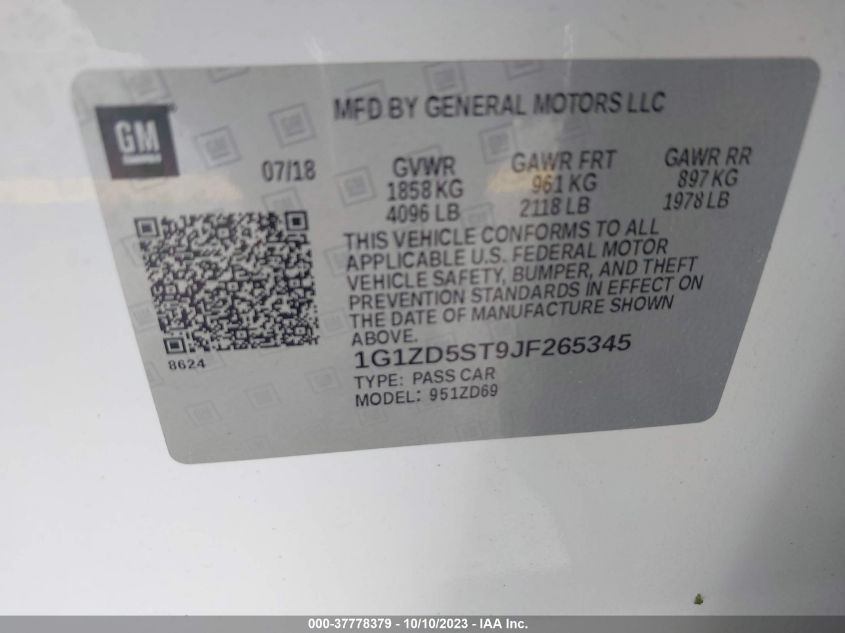 GM
MFD BY GENERAL MOTORS LLC
07/18
GVWR
1858 KG
4096 LB
GAWR FRT
961 KG
2118 LB
GAWR RR
897 KG
1978 LB
THIS VEHICLE CONFORMS TO ALL
APPLICABLE U.S. FEDERAL MOTOR
VEHICLE SAFETY, BUMPER, AND THEFT
PREVENTION STANDARDS IN EFFECT ON
THE DATE OF MANUFACTURE SHOWN
ABOVE.
8624
1G1ZD5ST9JF265345
TYPE: PASS CAR
MODEL: 951ZD69
000-37778379 - 10/10/2023 - IAA Inc.